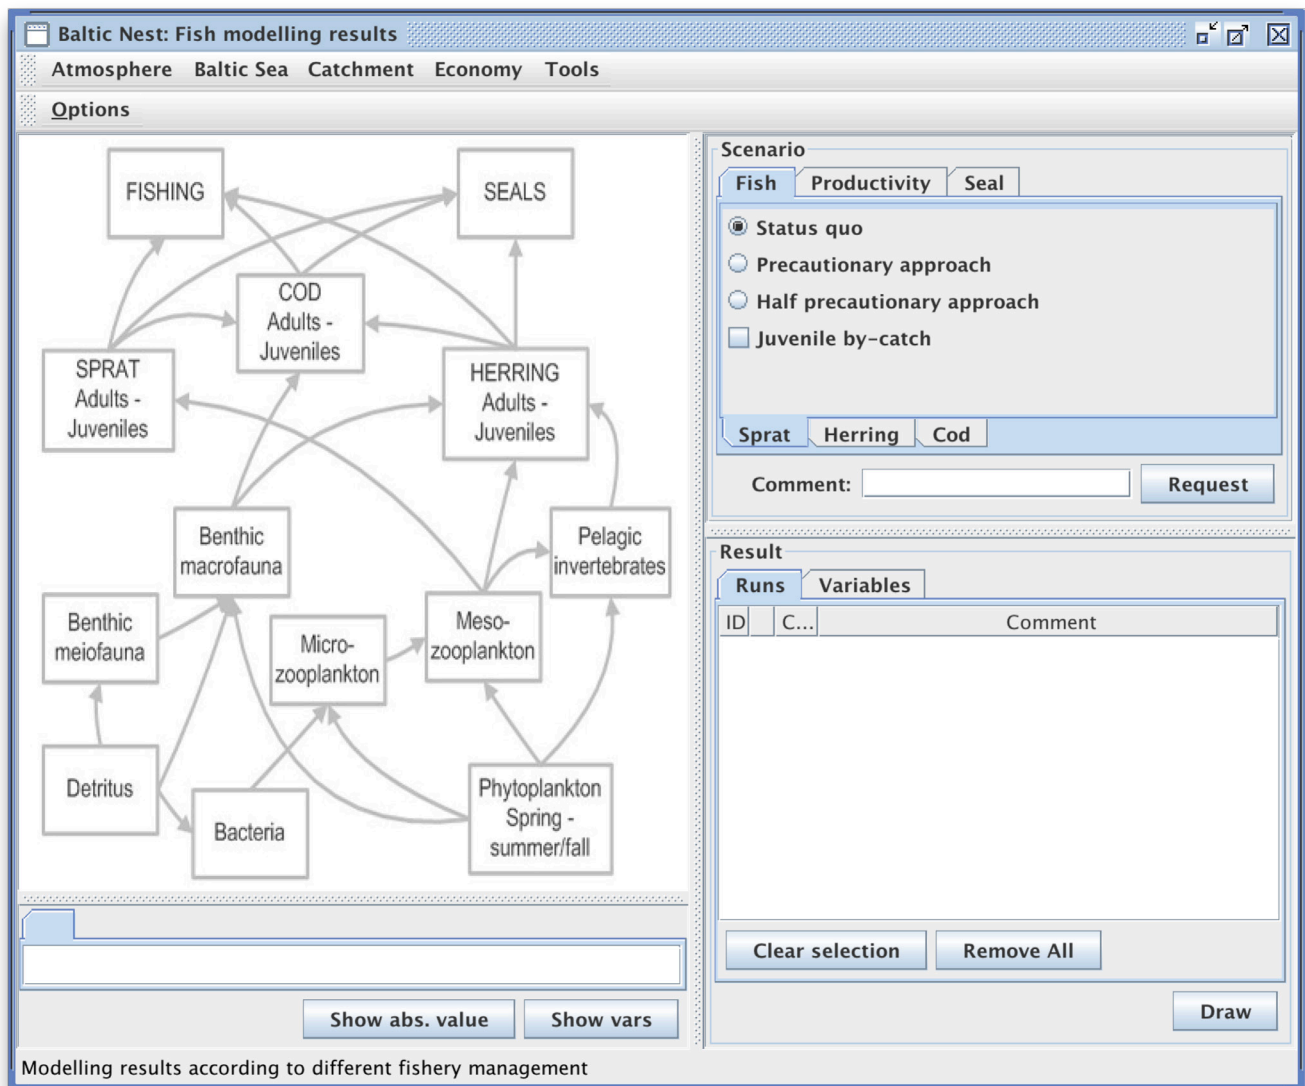 Baltic Nest: Fish modelling results
Atmosphere Baltic Sea Catchment Economy Tools
Options
FISHING
SEALS
COD
Adults -
Juveniles
SPRAT
Adults -
Juveniles
HERRING
Adults -
Juveniles
Benthic
macrofauna
Pelagic
invertebrates
Benthic
meiofauna
Micro-
zooplankton
Meso-
zooplankton
Detritus
Bacteria
Phytoplankton
Spring -
summer/fall
Show abs. value Show vars
Scenario
Fish Productivity Seal
Status quo
Precautionary approach
Half precautionary approach
Juvenile by-catch
Sprat Herring Cod
Comment: Request
Result
Runs Variables
ID C... Comment
Clear selection Remove All
Draw
Modelling results according to different fishery management